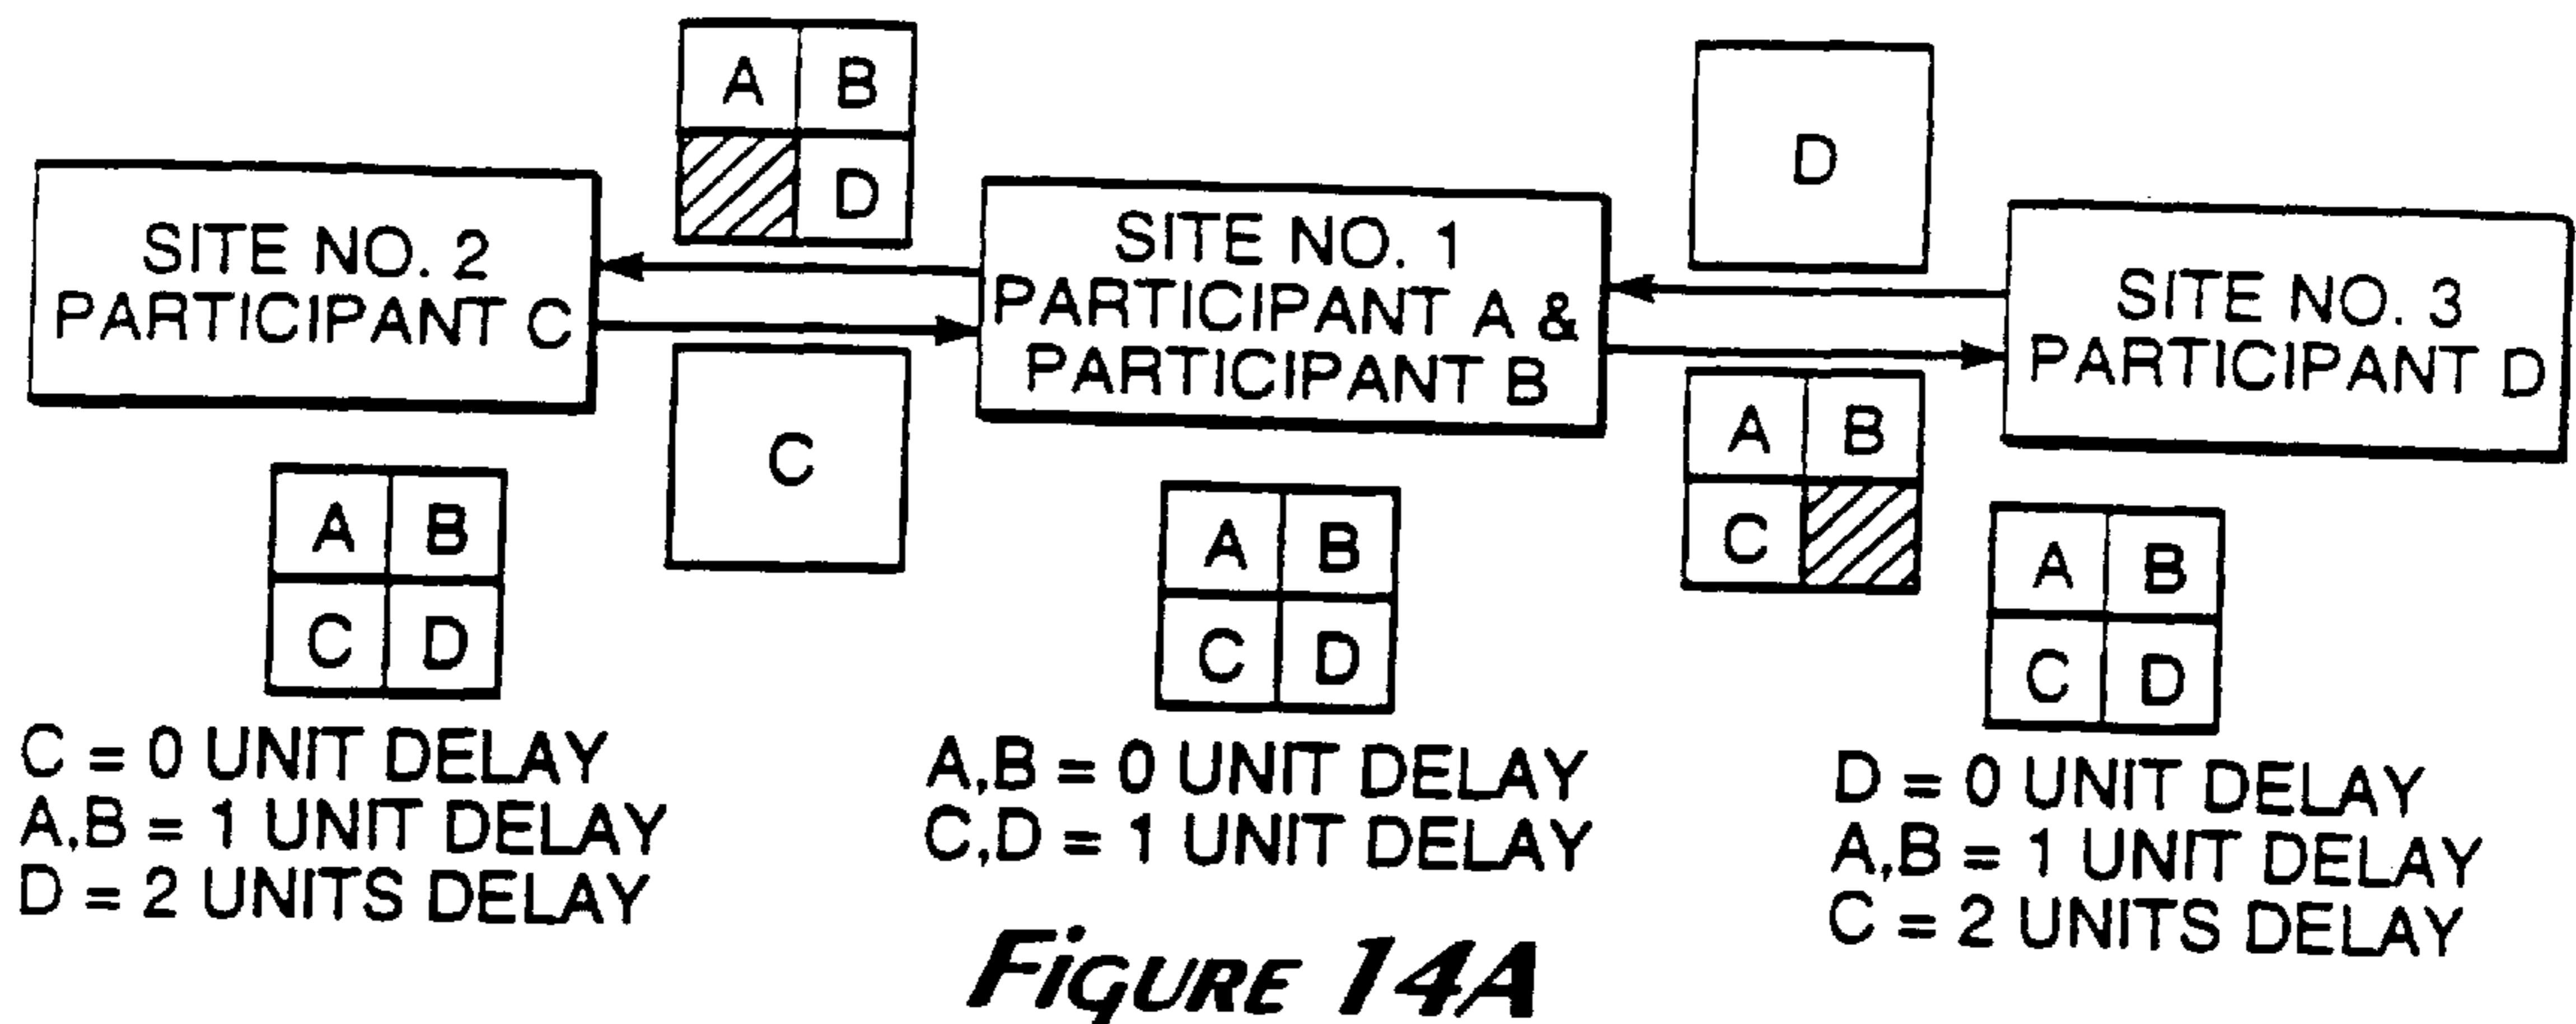 A B
D
SITE NO. 2
PARTICIPANT C
C
A B
C D
C = 0 UNIT DELAY
A,B = 1 UNIT DELAY
D = 2 UNITS DELAY
SITE NO. 1
PARTICIPANT A &
PARTICIPANT B
A B
C D
A,B = 0 UNIT DELAY
C,D = 1 UNIT DELAY
D
SITE NO. 3
PARTICIPANT D
A B
C
A B
C D
D = 0 UNIT DELAY
A,B = 1 UNIT DELAY
C = 2 UNITS DELAY
FIGURE 14A